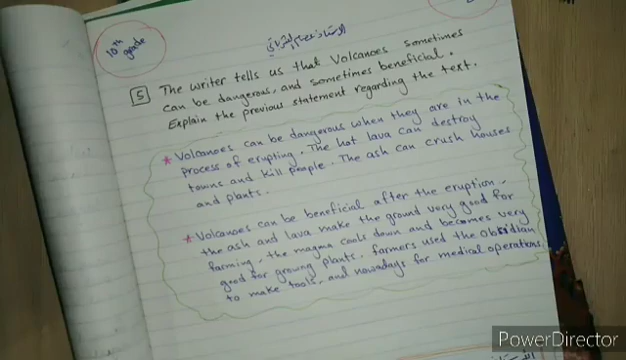 10th
grade
5 The writer tells us that Volcanoes sometimes
can be dangerous, and sometimes beneficial.
Explain the previous statement regarding the text.
* Volcanoes can be dangerous when they are in the
process of erupting. The hot lava can destroy
towns and kill people. The ash can crush houses
and plants.
* Volcanoes can be beneficial after the eruption,
the ash and lava make the ground very good for
farming, the magma cools down and becomes very
good for growing plants. farmers used the obsidian
to make tools, and nowadays for medical operations.
PowerDirector